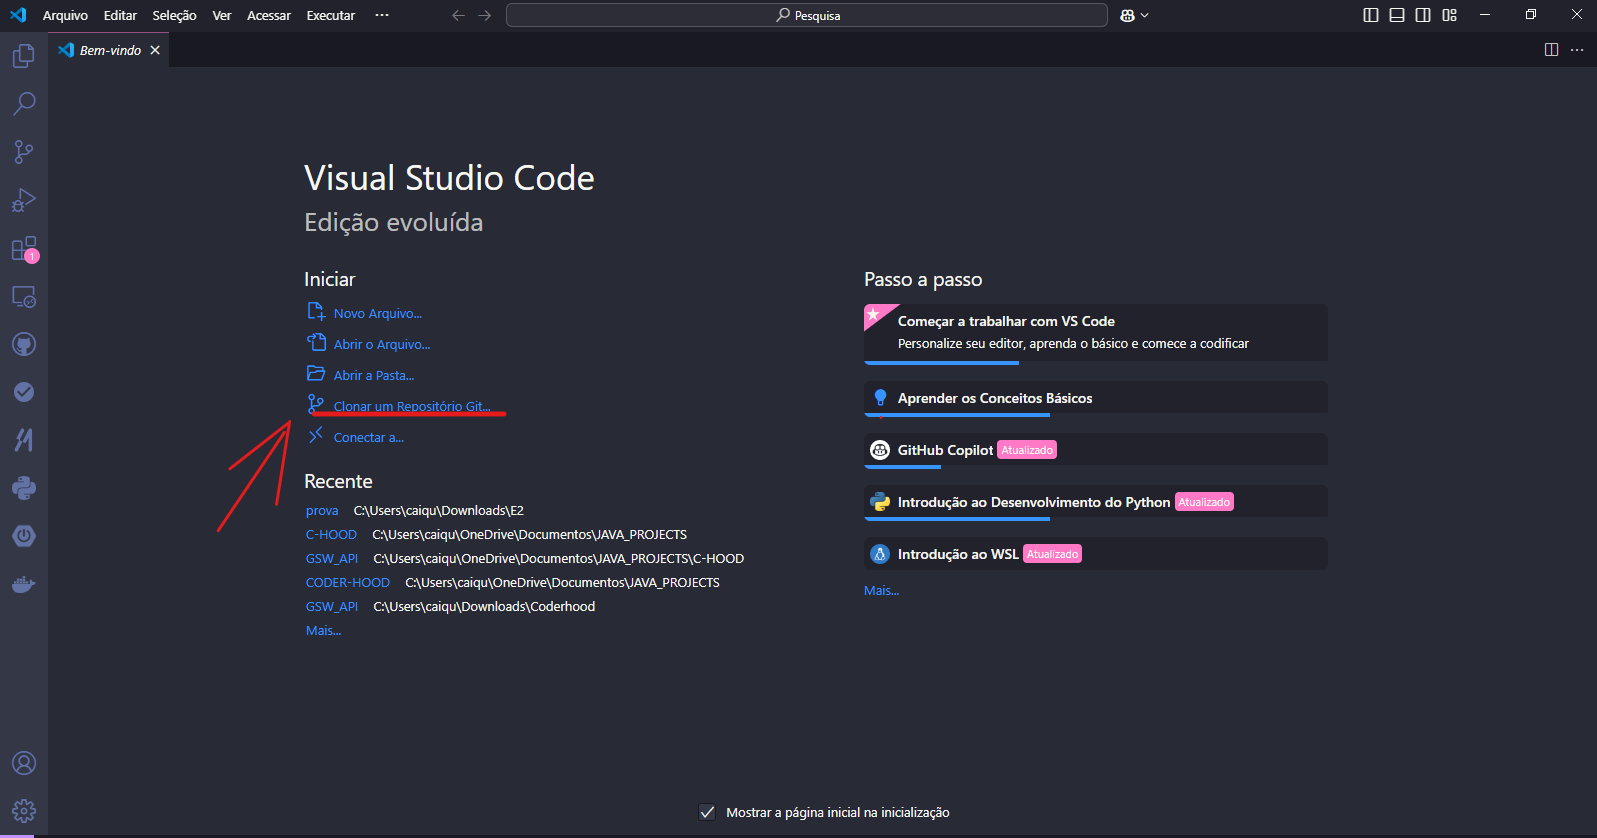 Arquivo Editar Seleção Ver Acessar Executar ··· Pesquisa
Bem-vindo
Visual Studio Code
Edição evoluída
Iniciar
Novo Arquivo...
Abrir o Arquivo...
Abrir a Pasta...
Clonar um Repositório Git...
Conectar a...
Recente
prova C:\Users\caiqu\Downloads\E2
C-HOOD C:\Users\caiqu\OneDrive\Documentos\JAVA_PROJECTS
GSW_API C:\Users\caiqu\OneDrive\Documentos\JAVA_PROJECTS\C-HOOD
CODER-HOOD C:\Users\caiqu\OneDrive\Documentos\JAVA_PROJECTS
GSW_API C:\Users\caiqu\Downloads\Coderhood
Mais...
Passo a passo
Começar a trabalhar com VS Code
Personalize seu editor, aprenda o básico e comece a codificar
Aprender os Conceitos Básicos
GitHub Copilot Atualizado
Introdução ao Desenvolvimento do Python Atualizado
Introdução ao WSL Atualizado
Mais...
1
Mostrar a página inicial na inicialização